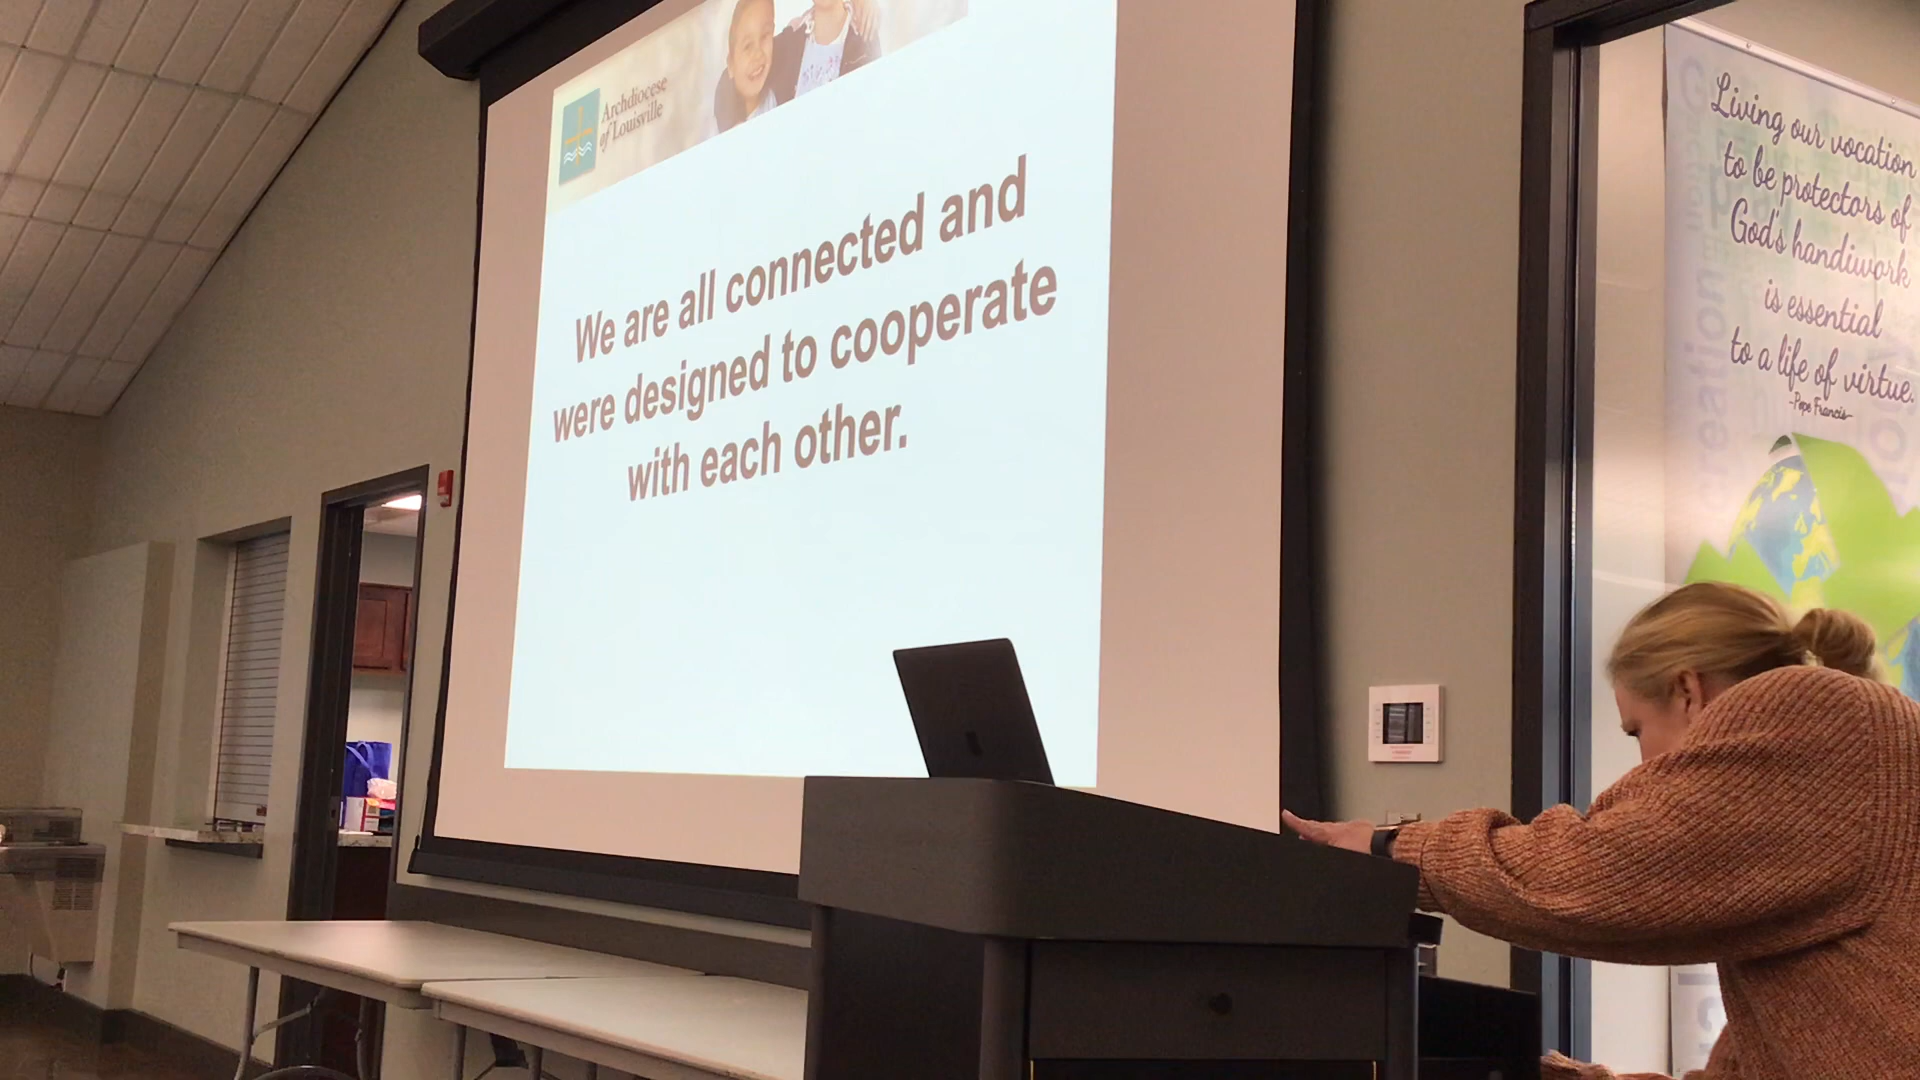 Archdiocese
of Louisville
We are all connected and
were designed to cooperate
with each other.
Living our vocation
to be protectors of
God's handiwork
is essential
to a life of virtue.
-Pope Francis-
creation